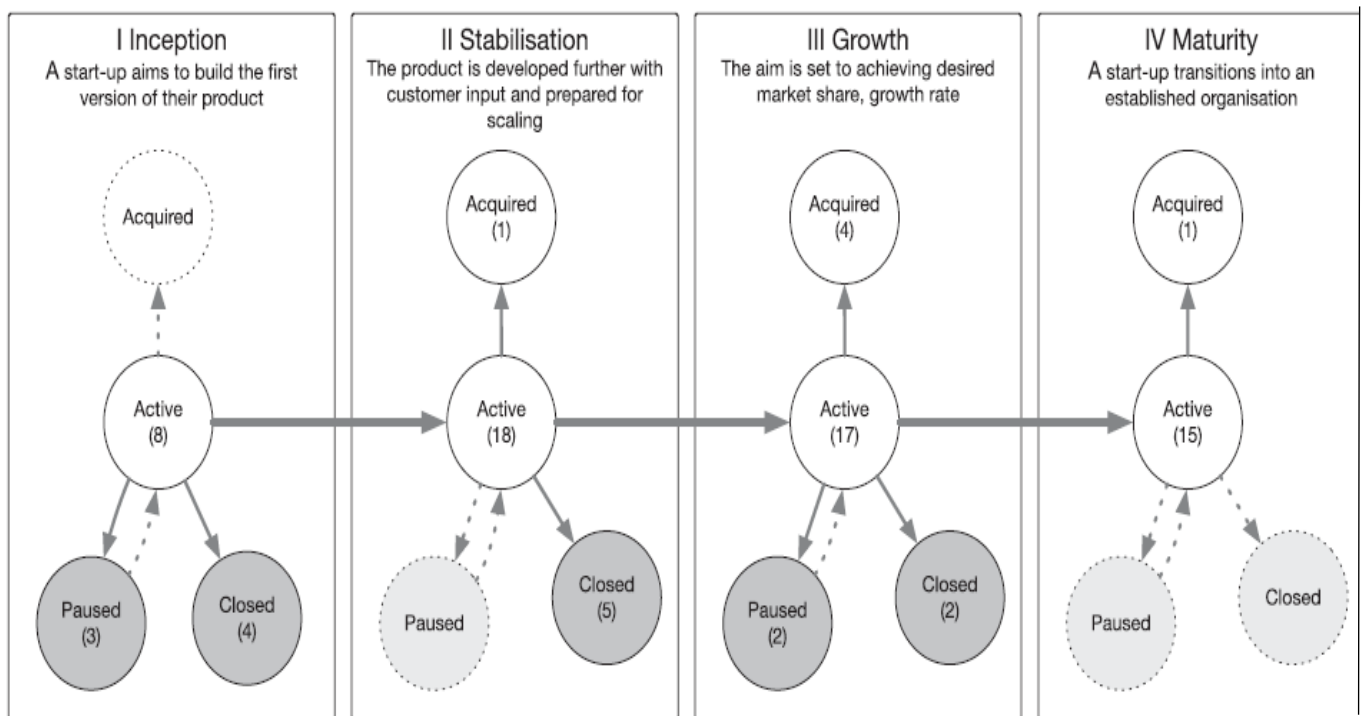 I Inception
A start-up aims to build the first
version of their product
Acquired
Active
(8)
Paused
(3)
Closed
(4)
II Stabilisation
The product is developed further with
customer input and prepared for
scaling
Acquired
(1)
Active
(18)
Paused
Closed
(5)
III Growth
The aim is set to achieving desired
market share, growth rate
Acquired
(4)
Active
(17)
Paused
(2)
Closed
(2)
IV Maturity
A start-up transitions into an
established organisation
Acquired
(1)
Active
(15)
Paused
Closed